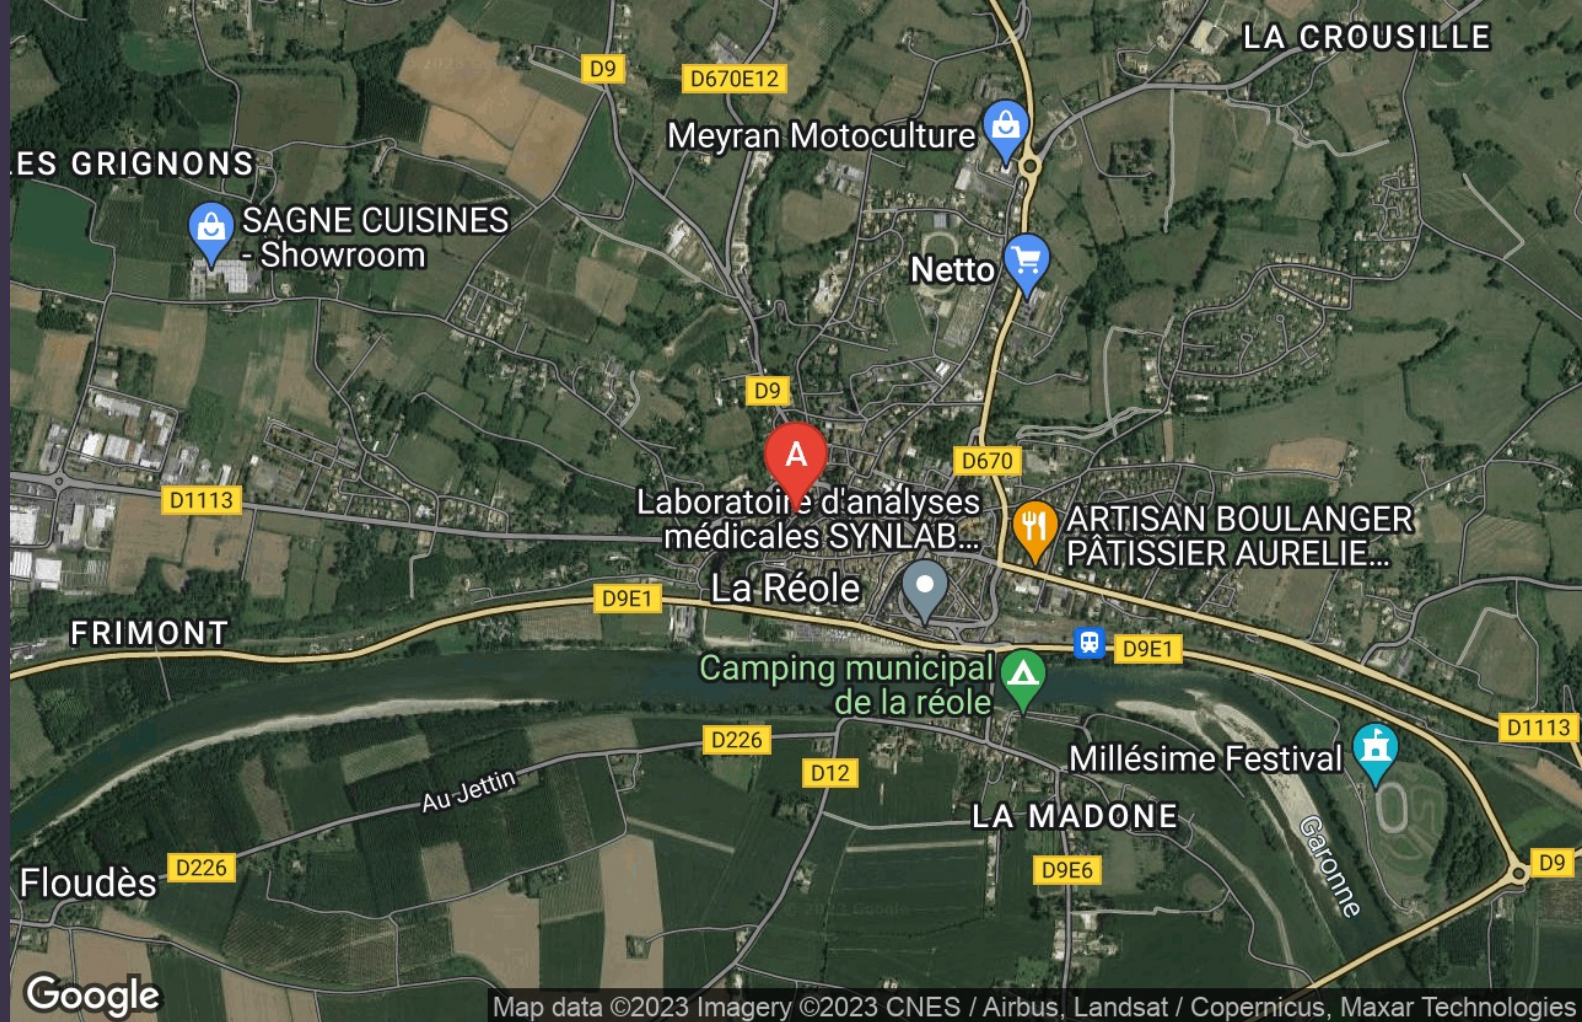 LA CROUSILLE
D9
D670E12
Meyran Motoculture
LES GRIGNONS
SAGNE CUISINES
- Showroom
Netto
D9
A
D670
D1113
Laboratoire d'analyses
médicales SYNLAB...
ARTISAN BOULANGER
PÂTISSIER AURELIE...
La Réole
D9E1
FRIMONT
D9E1
Camping municipal
de la réole
D1113
D226
Millésime Festival
D12
Au Jettin
LA MADONE
Garonne
D226
D9E6
D9
Floudès
Google
Map data ©2023 Imagery ©2023 CNES / Airbus, Landsat / Copernicus, Maxar Technologies